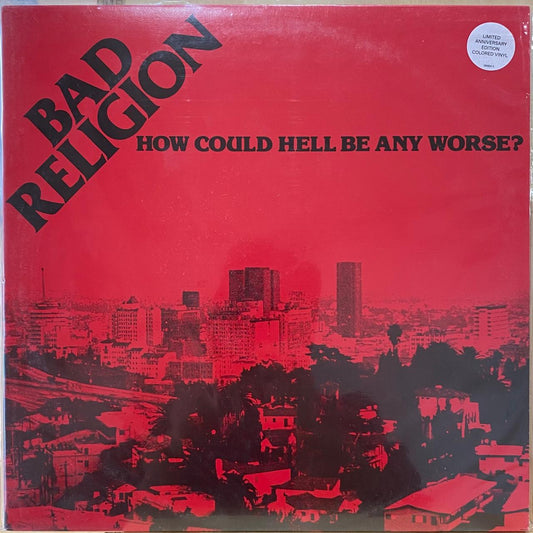 BAD
RELIGION
HOW COULD HELL BE ANY WORSE?
LIMITED
ANNIVERSARY
EDITION
COLORED VINYL